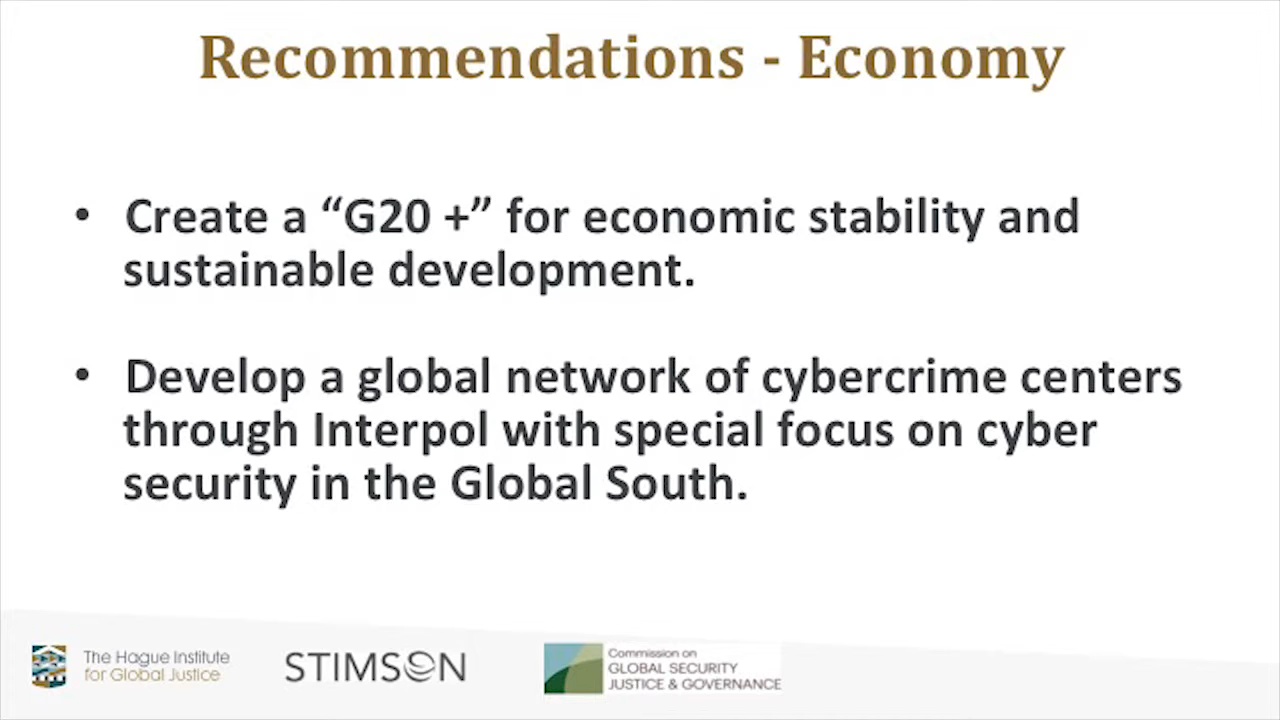 Recommendations - Economy
• Create a “G20 +” for economic stability and
sustainable development.
• Develop a global network of cybercrime centers
through Interpol with special focus on cyber
security in the Global South.
The Hague Institute
for Global Justice
STIMSON
Commission on
GLOBAL SECURITY
JUSTICE & GOVERNANCE